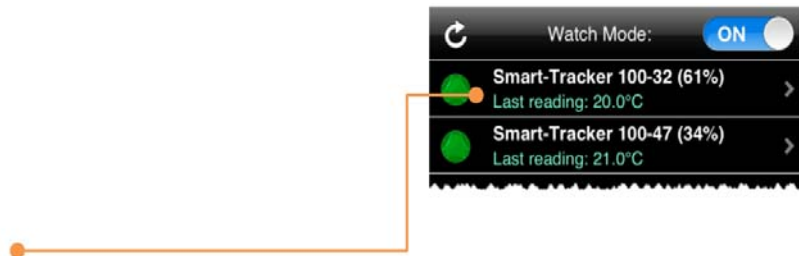 Watch Mode:
ON
Smart-Tracker 100-32 (61%)
Last reading: 20.0°C
Smart-Tracker 100-47 (34%)
Last reading: 21.0°C